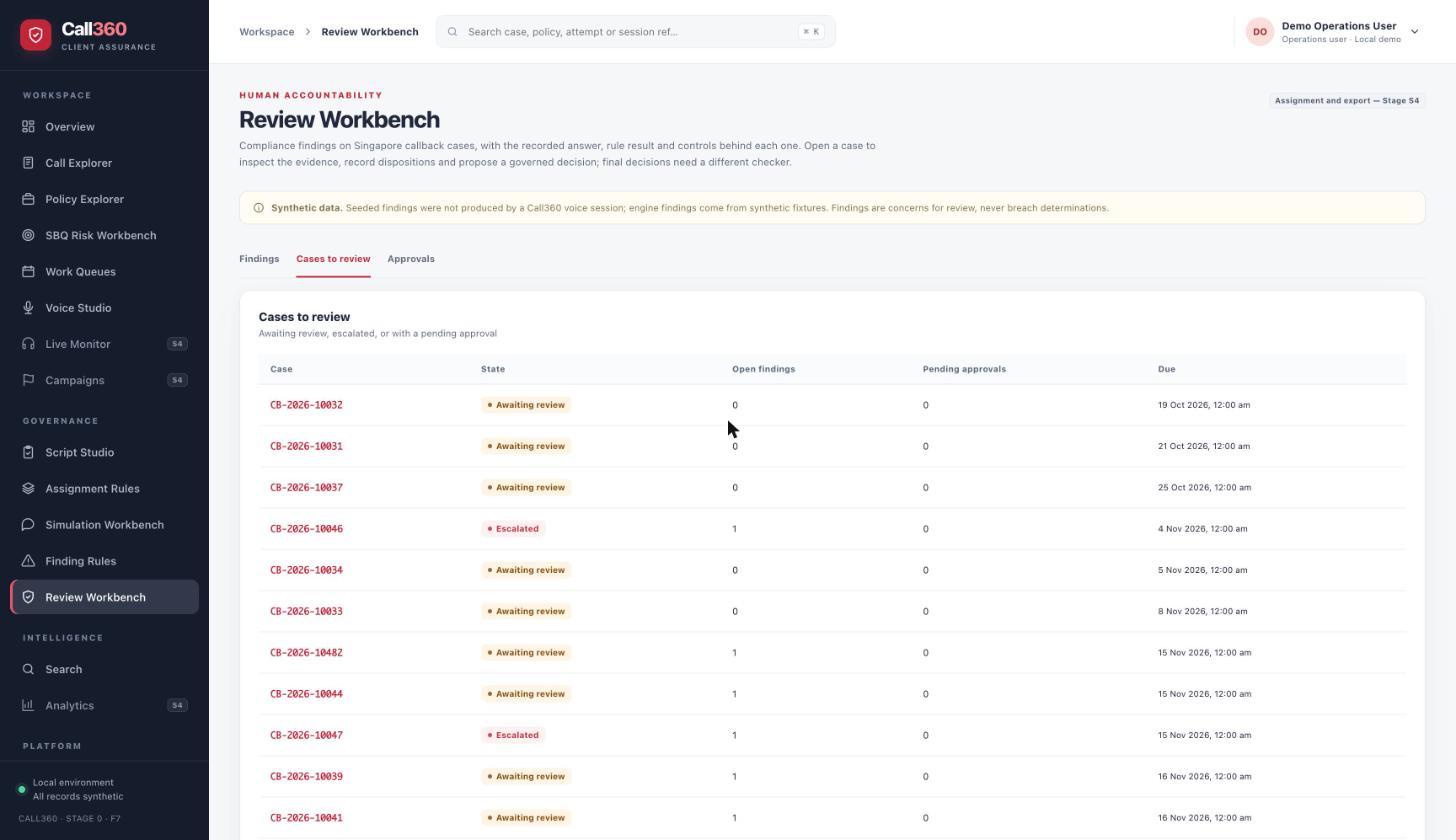 Call360
CLIENT ASSURANCE
WORKSPACE
Overview
Call Explorer
Policy Explorer
SBQ Risk Workbench
Work Queues
Voice Studio
Live Monitor S4
Campaigns S4
GOVERNANCE
Script Studio
Assignment Rules
Simulation Workbench
Finding Rules
Review Workbench
INTELLIGENCE
Search
Analytics S4
PLATFORM
Local environment
All records synthetic
CALL360 · STAGE 0 · F7
Workspace > Review Workbench
Search case, policy, attempt or session ref... ⌘ K
DO
Demo Operations User
Operations user · Local demo
HUMAN ACCOUNTABILITY
Review Workbench
Assignment and export — Stage S4
Compliance findings on Singapore callback cases, with the recorded answer, rule result and controls behind each one. Open a case to
inspect the evidence, record dispositions and propose a governed decision; final decisions need a different checker.
Synthetic data. Seeded findings were not produced by a Call360 voice session; engine findings come from synthetic fixtures. Findings are concerns for review, never breach determinations.
Findings Cases to review Approvals
Cases to review
Awaiting review, escalated, or with a pending approval
Case State Open findings Pending approvals Due
CB-2026-10032 Awaiting review 0 0 19 Oct 2026, 12:00 am
CB-2026-10031 Awaiting review 0 0 21 Oct 2026, 12:00 am
CB-2026-10037 Awaiting review 0 0 25 Oct 2026, 12:00 am
CB-2026-10046 Escalated 1 0 4 Nov 2026, 12:00 am
CB-2026-10034 Awaiting review 0 0 5 Nov 2026, 12:00 am
CB-2026-10033 Awaiting review 0 0 8 Nov 2026, 12:00 am
CB-2026-10482 Awaiting review 1 0 15 Nov 2026, 12:00 am
CB-2026-10044 Awaiting review 1 0 15 Nov 2026, 12:00 am
CB-2026-10047 Escalated 1 0 15 Nov 2026, 12:00 am
CB-2026-10039 Awaiting review 1 0 16 Nov 2026, 12:00 am
CB-2026-10041 Awaiting review 1 0 16 Nov 2026, 12:00 am